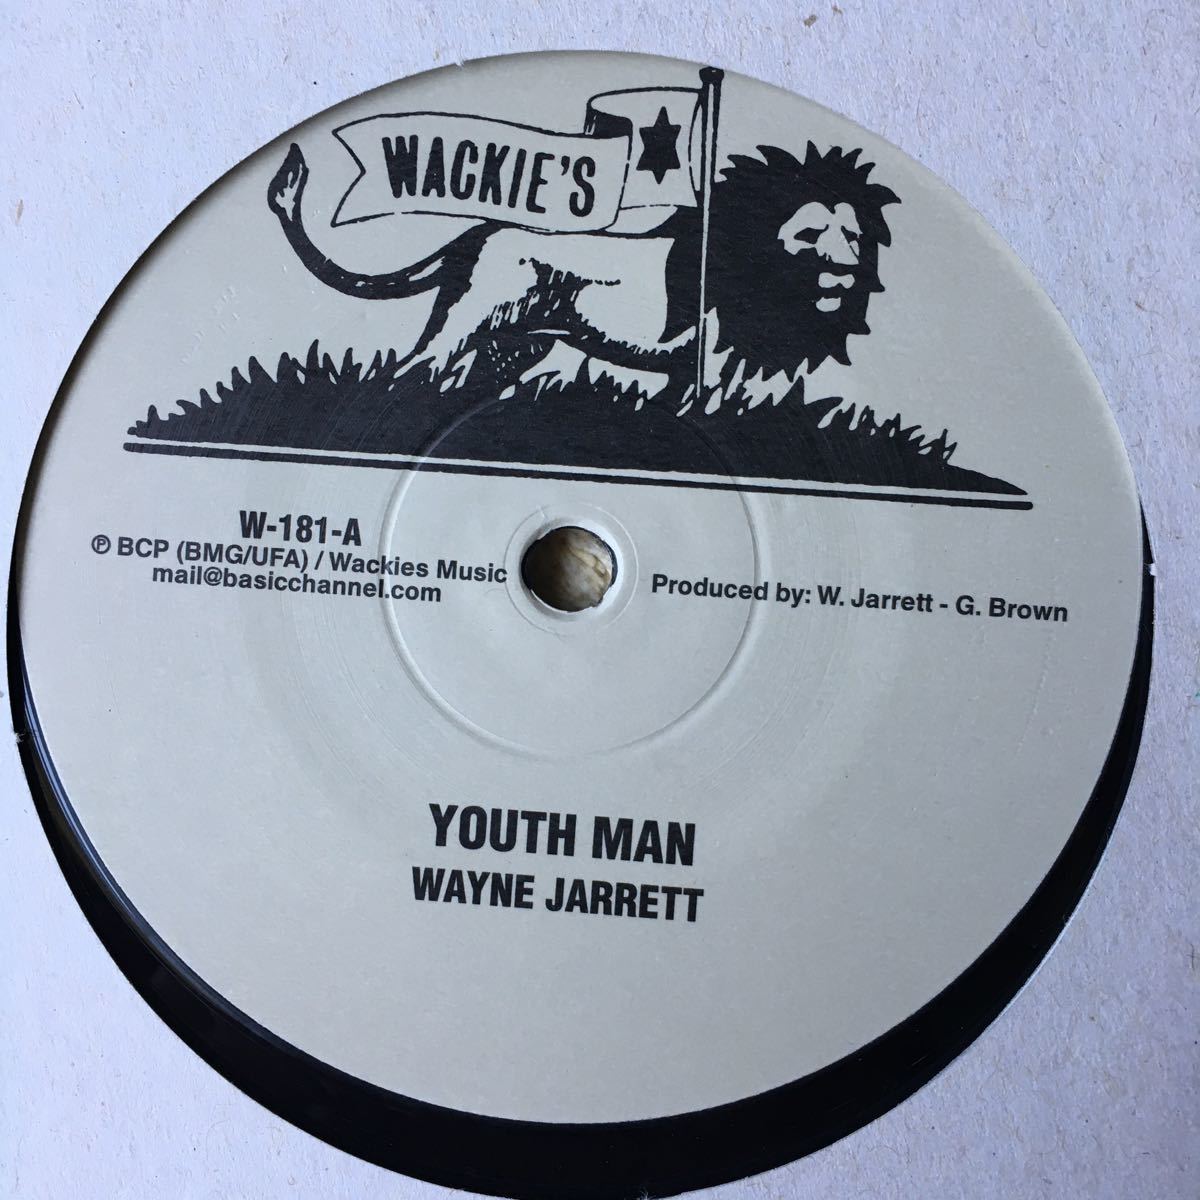 WACKIE'S
W-181-A
℗ BCP (BMG/UFA) / Wackies Music
mail@basicchannel.com
Produced by: W. Jarrett - G. Brown
YOUTH MAN
WAYNE JARRETT